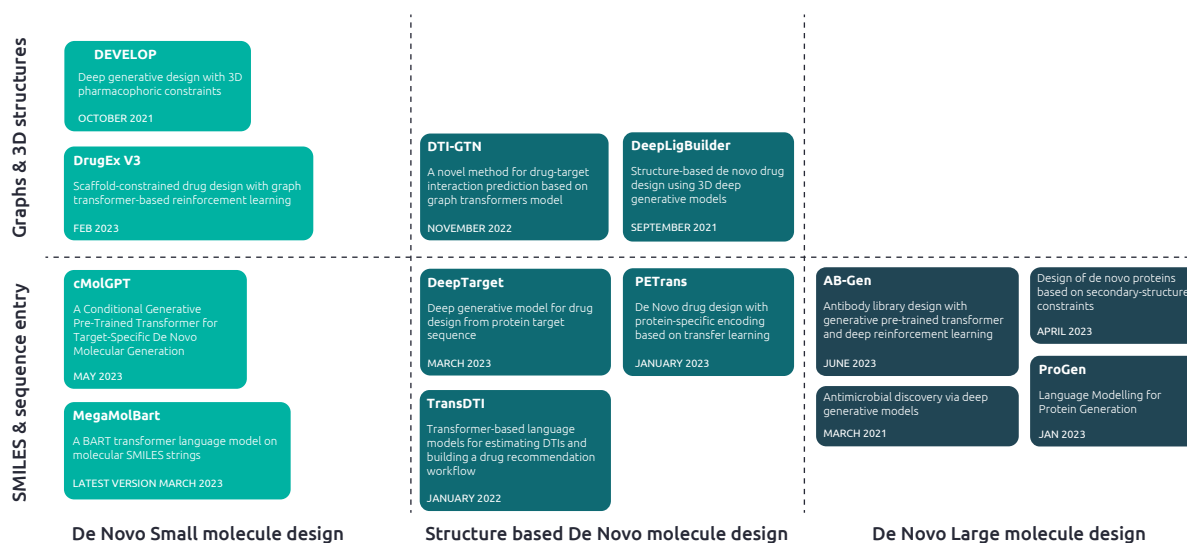 Graphs & 3D structures
DEVELOP
Deep generative design with 3D
pharmacophoric constraints
OCTOBER 2021
DrugEx V3
Scaffold-constrained drug design with graph
transformer-based reinforcement learning
FEB 2023
DTI-GTN
A novel method for drug-target
interaction prediction based on
graph transformers model
NOVEMBER 2022
DeepLigBuilder
Structure-based de novo drug
design using 3D deep
generative models
SEPTEMBER 2021
SMILES & sequence entry
cMolGPT
A Conditional Generative
Pre-Trained Transformer for
Target-Specific De Novo
Molecular Generation
MAY 2023
MegaMolBart
A BART transformer language model on
molecular SMILES strings
LATEST VERSION MARCH 2023
DeepTarget
Deep generative model for drug
design from protein target
sequence
MARCH 2023
PETrans
De Novo drug design with
protein-specific encoding
based on transfer learning
JANUARY 2023
TransDTI
Transformer-based language
models for estimating DTIs and
building a drug recommendation
workflow
JANUARY 2022
AB-Gen
Antibody library design with
generative pre-trained transformer
and deep reinforcement learning
JUNE 2023
Design of de novo proteins
based on secondary-structure
constraints
APRIL 2023
Antimicrobial discovery via deep
generative models
MARCH 2021
ProGen
Language Modelling for
Protein Generation
JAN 2023
De Novo Small molecule design
Structure based De Novo molecule design
De Novo Large molecule design